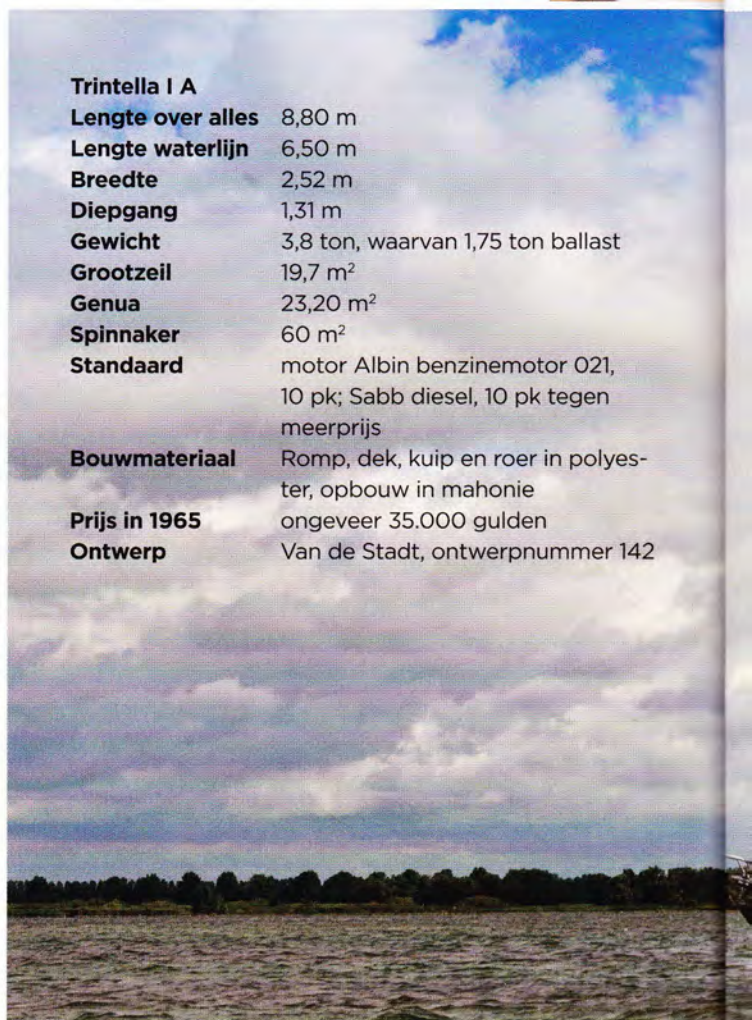 Trintella I A
Lengte over alles 8,80 m
Lengte waterlijn 6,50 m
Breedte 2,52 m
Diepgang 1,31 m
Gewicht 3,8 ton, waarvan 1,75 ton ballast
Grootzeil 19,7 m²
Genua 23,20 m²
Spinnaker 60 m²
Standaard motor Albin benzinemotor 021,
10 pk; Sabb diesel, 10 pk tegen
meerprijs
Bouwmateriaal Romp, dek, kuip en roer in polyes-
ter, opbouw in mahonie
Prijs in 1965 ongeveer 35.000 gulden
Ontwerp Van de Stadt, ontwerpnummer 142